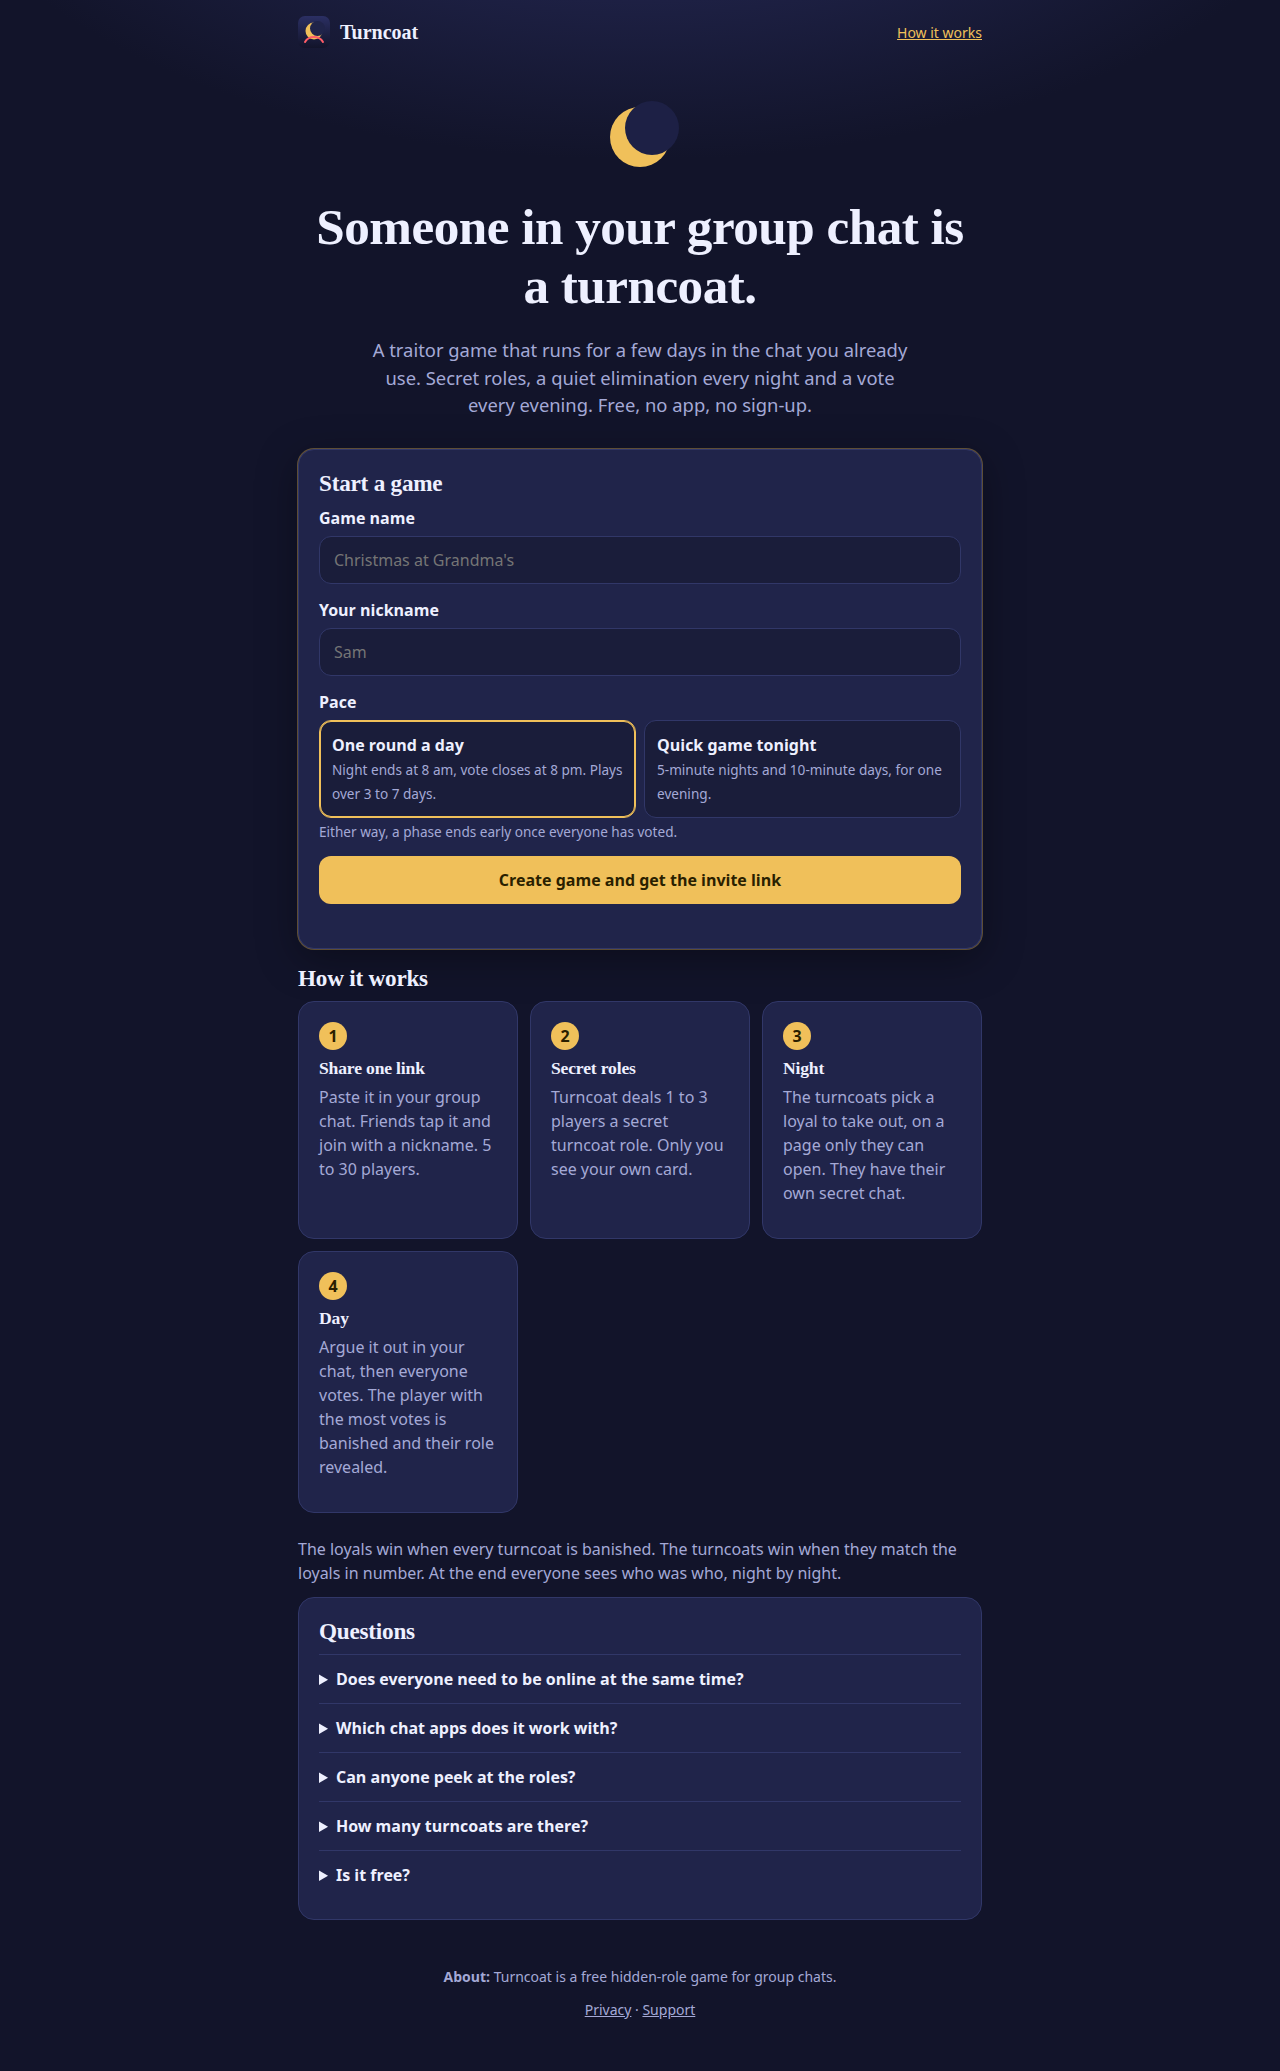 Turncoat
How it works
Someone in your group chat is
a turncoat.
A traitor game that runs for a few days in the chat you already
use. Secret roles, a quiet elimination every night and a vote
every evening. Free, no app, no sign-up.
Start a game
Game name
Christmas at Grandma's
Your nickname
Sam
Pace
One round a day
Night ends at 8 am, vote closes at 8 pm. Plays
over 3 to 7 days.
Quick game tonight
5-minute nights and 10-minute days, for one
evening.
Either way, a phase ends early once everyone has voted.
Create game and get the invite link
How it works
1
Share one link
Paste it in your group
chat. Friends tap it and
join with a nickname. 5
to 30 players.
2
Secret roles
Turncoat deals 1 to 3
players a secret
turncoat role. Only you
see your own card.
3
Night
The turncoats pick a
loyal to take out, on a
page only they can
open. They have their
own secret chat.
4
Day
Argue it out in your
chat, then everyone
votes. The player with
the most votes is
banished and their role
revealed.
The loyals win when every turncoat is banished. The turncoats win when they match the
loyals in number. At the end everyone sees who was who, night by night.
Questions
Does everyone need to be online at the same time?
Which chat apps does it work with?
Can anyone peek at the roles?
How many turncoats are there?
Is it free?
About: Turncoat is a free hidden-role game for group chats.
Privacy · Support